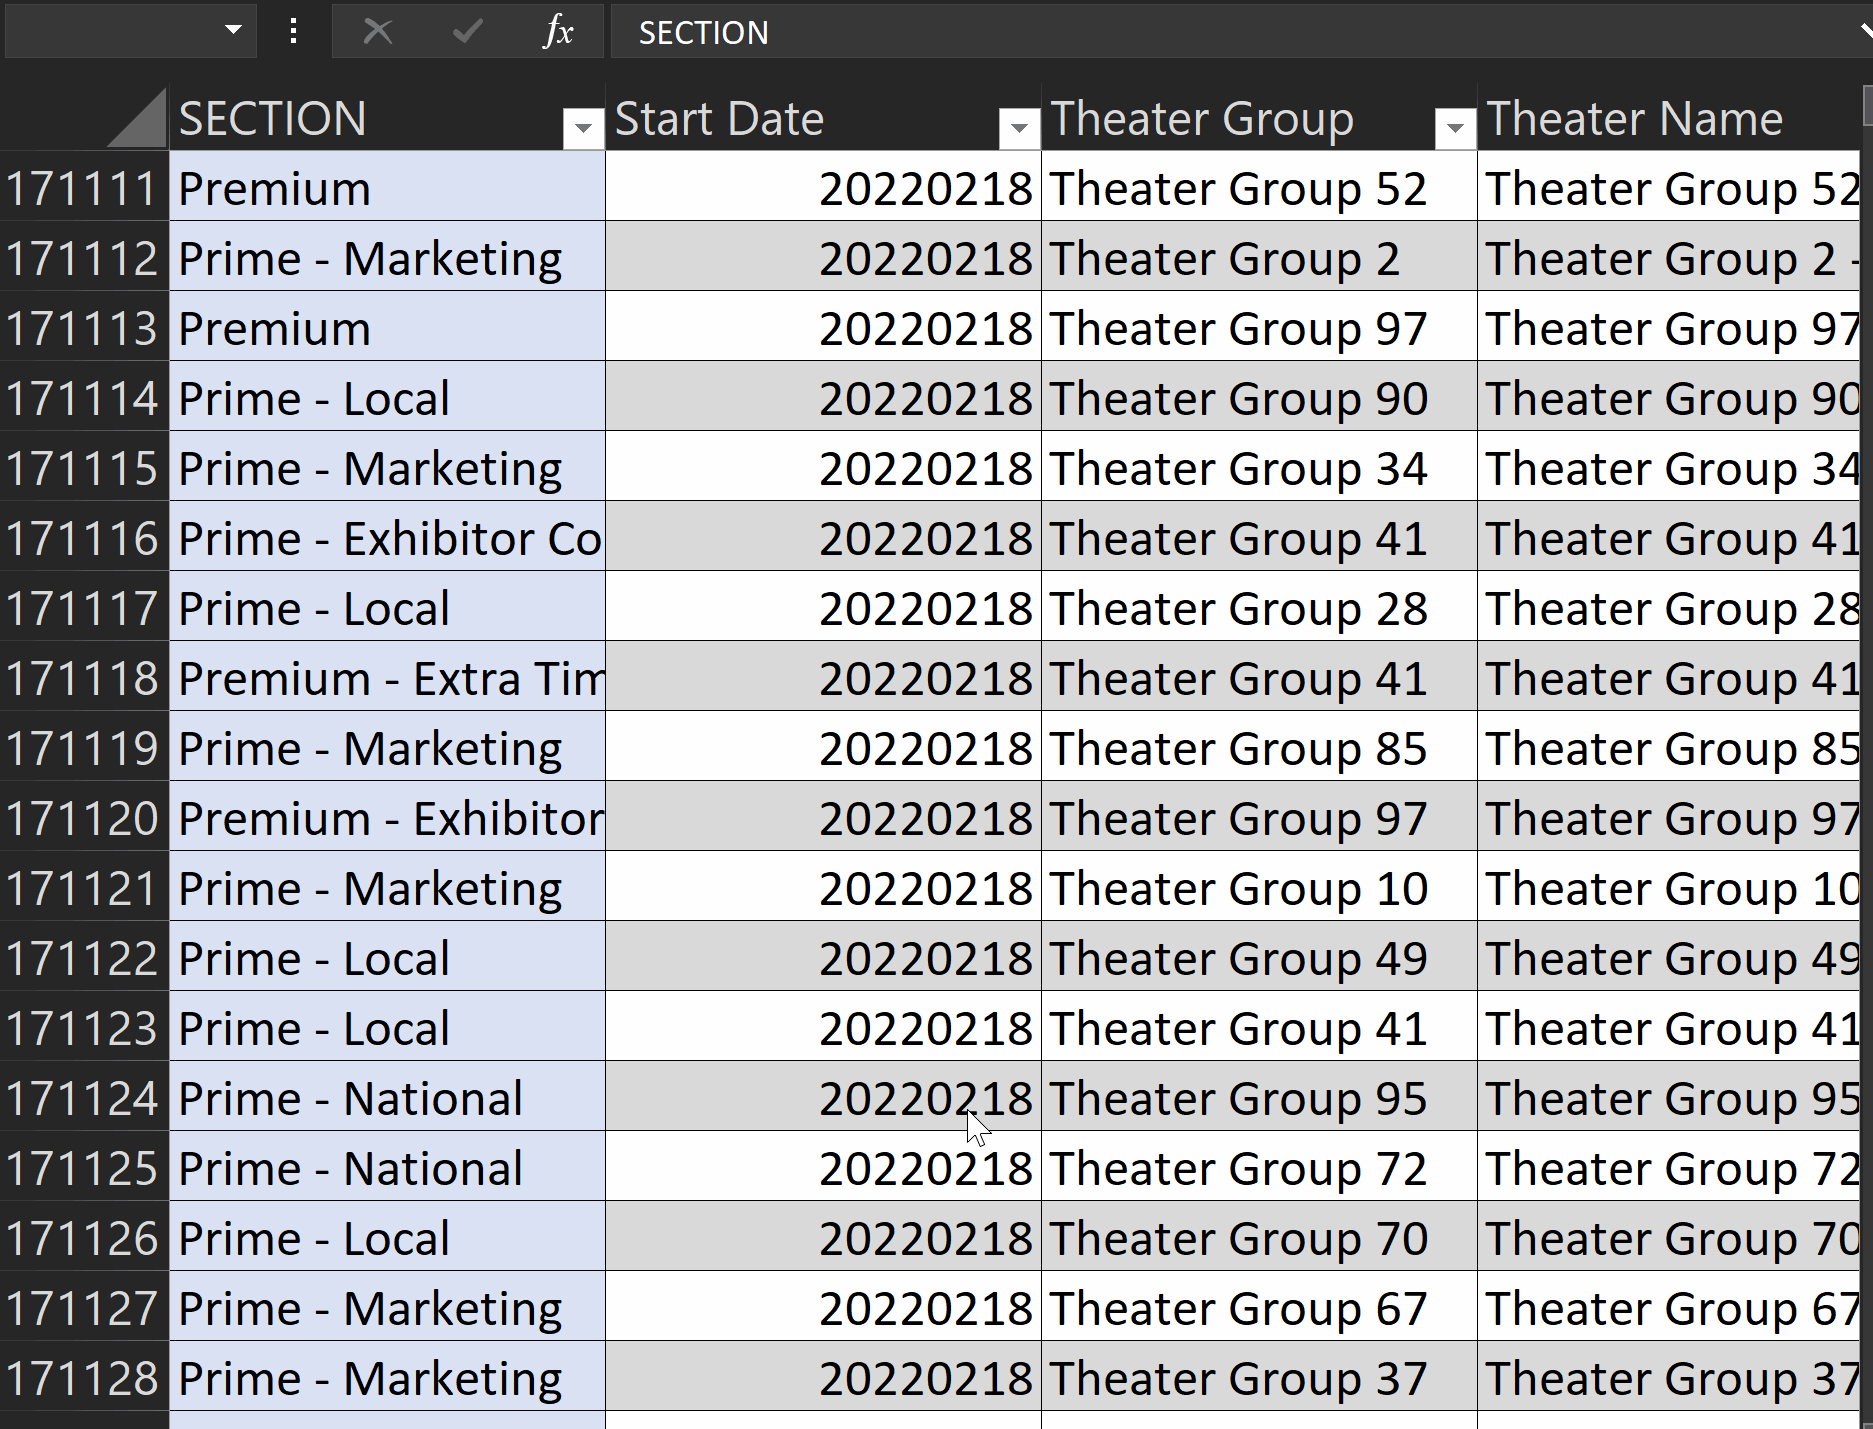 fx SECTION
SECTION Start Date Theater Group Theater Name
171111 Premium 20220218 Theater Group 52 Theater Group 52
171112 Prime - Marketing 20220218 Theater Group 2 Theater Group 2 -
171113 Premium 20220218 Theater Group 97 Theater Group 97
171114 Prime - Local 20220218 Theater Group 90 Theater Group 90
171115 Prime - Marketing 20220218 Theater Group 34 Theater Group 34
171116 Prime - Exhibitor Co 20220218 Theater Group 41 Theater Group 41
171117 Prime - Local 20220218 Theater Group 28 Theater Group 28
171118 Premium - Extra Tim 20220218 Theater Group 41 Theater Group 41
171119 Prime - Marketing 20220218 Theater Group 85 Theater Group 85
171120 Premium - Exhibitor 20220218 Theater Group 97 Theater Group 97
171121 Prime - Marketing 20220218 Theater Group 10 Theater Group 10
171122 Prime - Local 20220218 Theater Group 49 Theater Group 49
171123 Prime - Local 20220218 Theater Group 41 Theater Group 41
171124 Prime - National 20220218 Theater Group 95 Theater Group 95
171125 Prime - National 20220218 Theater Group 72 Theater Group 72
171126 Prime - Local 20220218 Theater Group 70 Theater Group 70
171127 Prime - Marketing 20220218 Theater Group 67 Theater Group 67
171128 Prime - Marketing 20220218 Theater Group 37 Theater Group 37